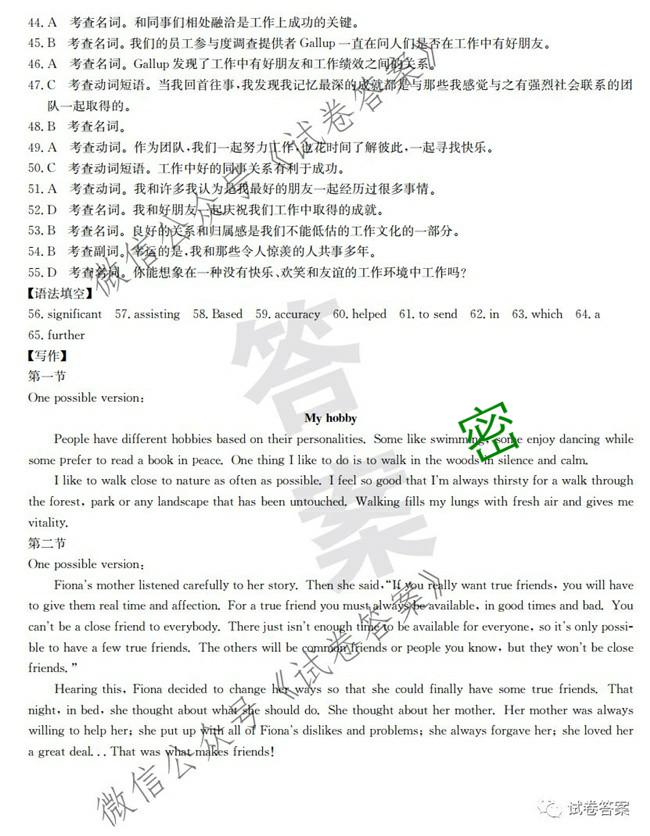 44. A 考查名词。和同事们相处融洽是工作上成功的关键。
45. B 考查名词。我们的员工参与度调查提供者 Gallup 一直在问人们是否在工作中有好朋友。
46. A 考查名词。Gallup 发现了工作中有好朋友和工作绩效之间的关系。
47. C 考查动词短语。当我回首往事,我发现我记忆最深的成就都是与那些我感觉与之有强烈社会联系的团
队一起取得的。
48. B 考查名词。
49. A 考查动词。作为团队,我们一起努力工作,也花时间了解彼此,一起寻找快乐。
50. C 考查动词短语。工作中好的同事关系有利于成功。
51. A 考查动词。我和许多我认为是我最好的朋友一起经历过很多事情。
52. D 考查名词。我和好朋友一起庆祝我们工作中取得的成就。
53. B 考查名词。良好的关系和归属感是我们不能低估的工作文化的一部分。
54. B 考查副词。幸运的是,我和那些令人惊羡的人共事多年。
55. D 考查名词。你能想象在一种没有快乐、欢笑和友谊的工作环境中工作吗?
【语法填空】
56. significant 57. assisting 58. Based 59. accuracy 60. helped 61. to send 62. in 63. which 64. a
65. further
【写作】
第一节
One possible version:
My hobby
People have different hobbies based on their personalities. Some like swimming, some enjoy dancing while
some prefer to read a book in peace. One thing I like to do is to walk in the woods in silence and calm.
I like to walk close to nature as often as possible. I feel so good that I'm always thirsty for a walk through
the forest, park or any landscape that has been untouched. Walking fills my lungs with fresh air and gives me
vitality.
第二节
One possible version:
Fiona's mother listened carefully to her story. Then she said,"If you really want true friends, you will have
to give them real time and affection. For a true friend you must always be available, in good times and bad. You
can't be a close friend to everybody. There just isn't enough time to be available for everyone, so it's only possi-
ble to have a few true friends. The others will be common friends or people you know, but they won't be close
friends."
Hearing this, Fiona decided to change her ways so that she could finally have some true friends. That
night, in bed, she thought about what she should do. She thought about her mother. Her mother was always
willing to help her; she put up with all of Fiona's dislikes and problems; she always forgave her; she loved her
a great deal... That was what makes friends!
微信公众号《试卷答案》
答案
密
微信公众号《试卷答案》
试卷答案